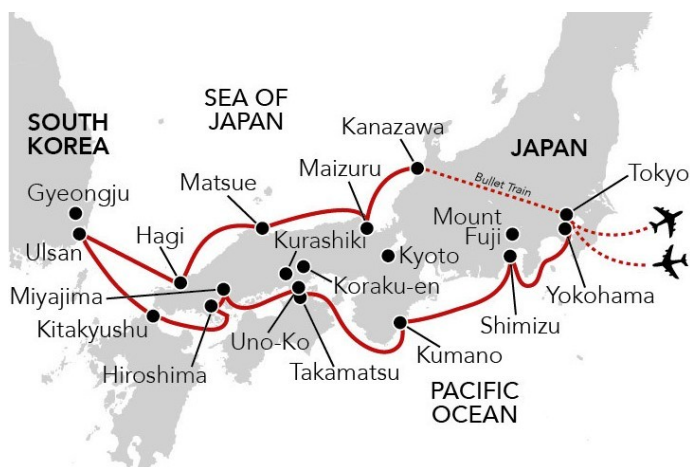 SEA OF
JAPAN
SOUTH
KOREA
Kanazawa
JAPAN
Bullet Train
Tokyo
Maizuru
Matsue
Gyeongju
Mount
Fuji
Hagi
Kurashiki
Ulsan
Kyoto
Koraku-en
Miyajima
Yokohama
Kitakyushu
Uno-Ko
Shimizu
Kumano
Hiroshima
Takamatsu
PACIFIC
OCEAN